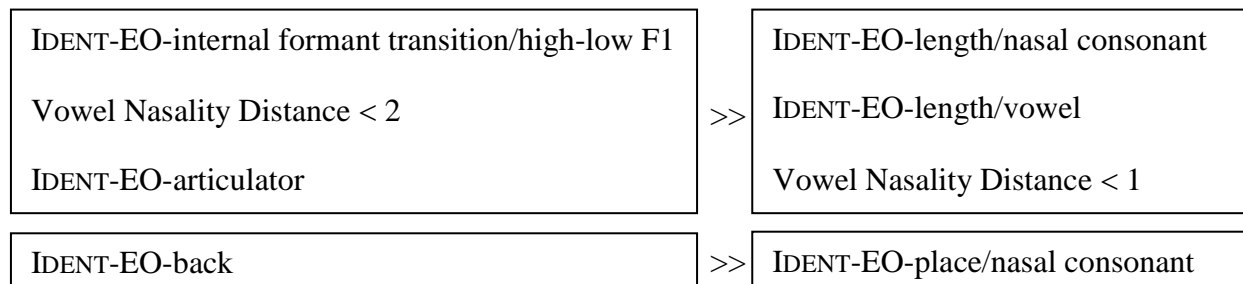 IDENT-EO-internal formant transition/high-low F1
Vowel Nasality Distance < 2
IDENT-EO-articulator
>>
IDENT-EO-length/nasal consonant
IDENT-EO-length/vowel
Vowel Nasality Distance < 1
IDENT-EO-back
>>
IDENT-EO-place/nasal consonant